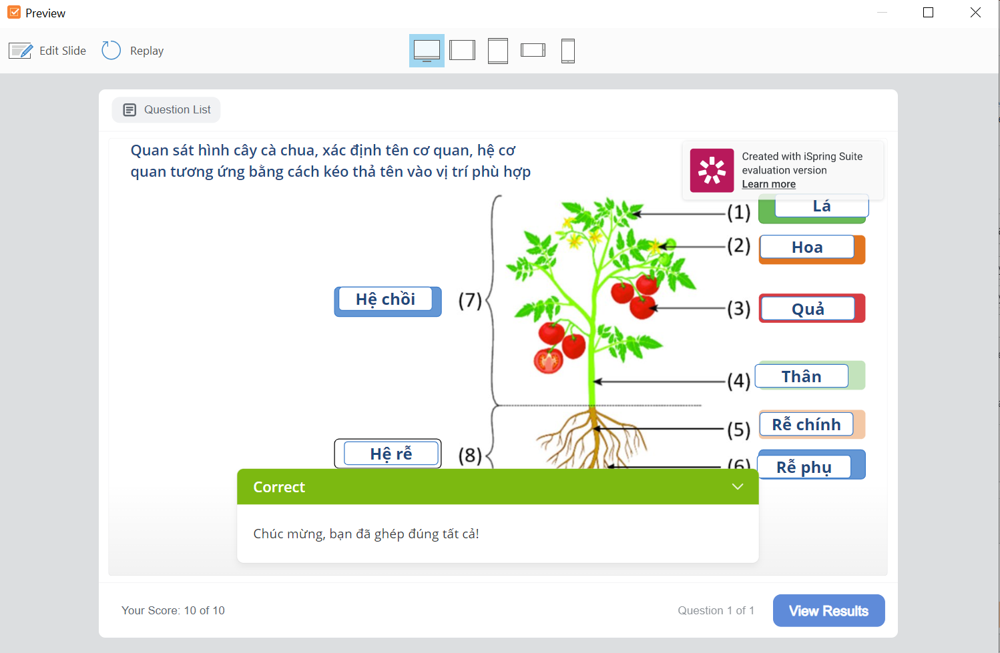 Preview
Edit Slide
Replay
Question List
Quan sát hình cây cà chua, xác định tên cơ quan, hệ cơ
quan tương ứng bằng cách kéo thả tên vào vị trí phù hợp
Created with iSpring Suite
evaluation version
Learn more
(1)
Lá
(2)
Hoa
Hệ chồi
(7)
(3)
Quả
(4)
Thân
(5)
Rễ chính
Hệ rễ
(8)
(6)
Rễ phụ
Correct
Chúc mừng, bạn đã ghép đúng tất cả!
Your Score: 10 of 10
Question 1 of 1
View Results